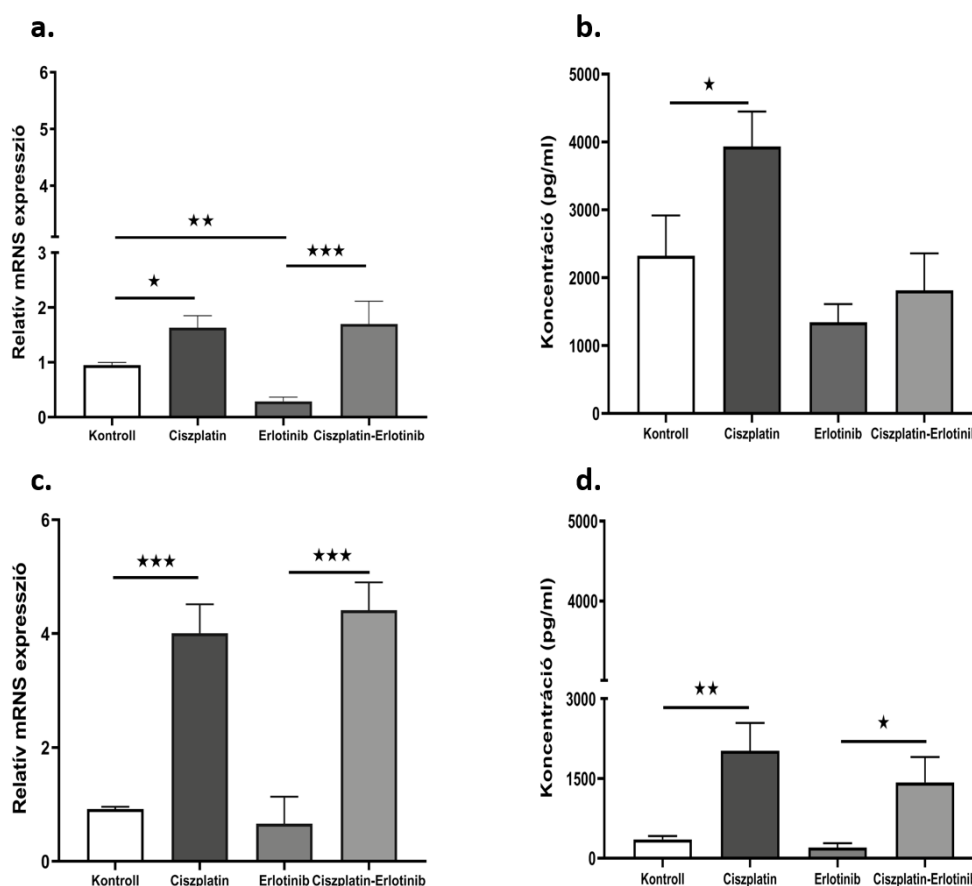 a.
Relatív mRNS expresszió
6
5
4
3
2
1
0
★★
★★★
★
Kontroll Ciszplatin Erlotinib Ciszplatin-Erlotinib
b.
Koncentráció (pg/ml)
5000
4000
3000
2000
1000
0
★
Kontroll Ciszplatin Erlotinib Ciszplatin-Erlotinib
c.
Relatív mRNS expresszió
6
4
2
0
★★★
★★★
Kontroll Ciszplatin Erlotinib Ciszplatin-Erlotinib
d.
Koncentráció (pg/ml)
5000
4000
3000
1500
0
★★
★
Kontroll Ciszplatin Erlotinib Ciszplatin-Erlotinib